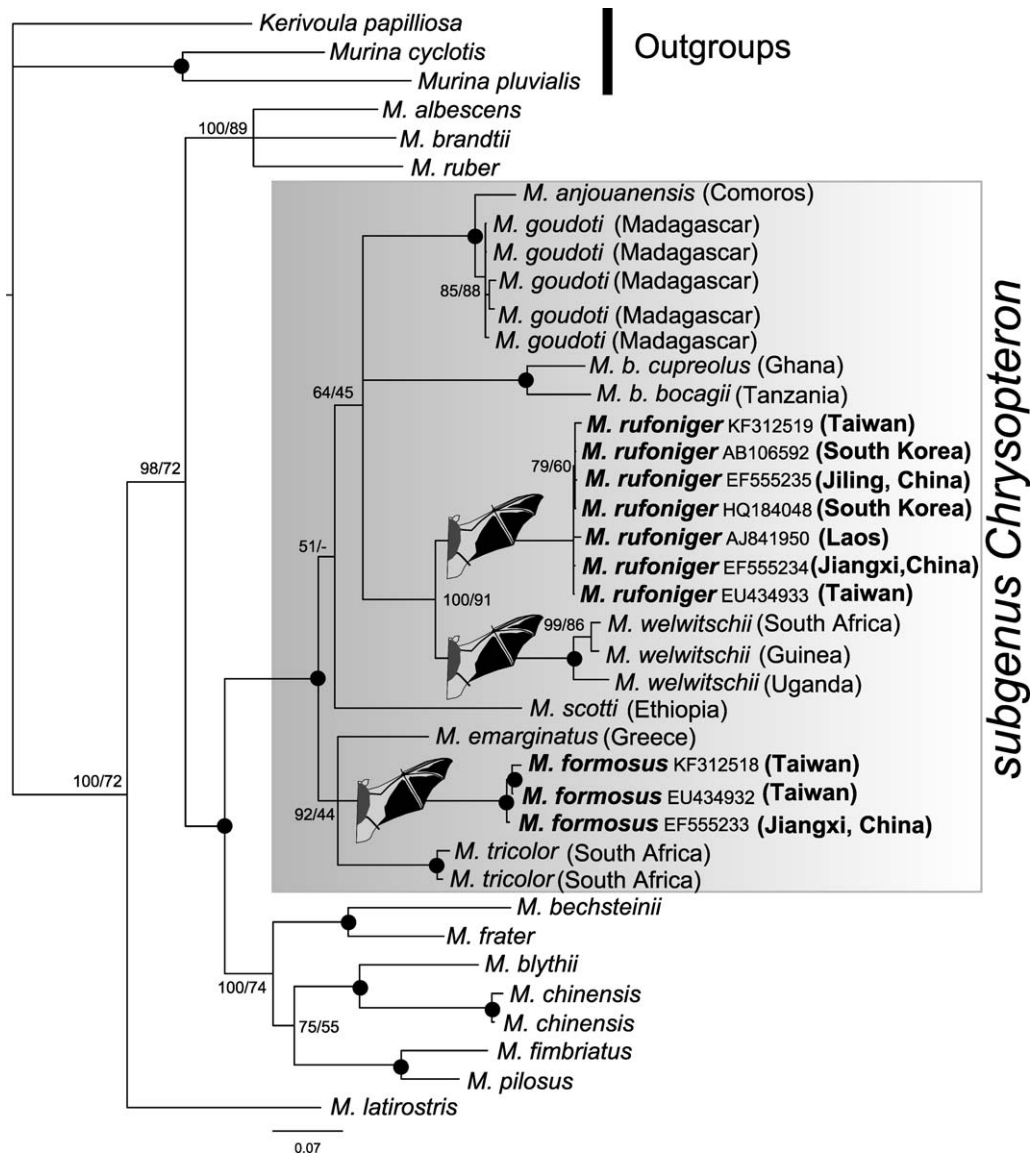 Kerivoula papilliosa
Murina cyclotis
Murina pluvialis
Outgroups
M. albescens
100/89
M. brandtii
M. ruber
M. anjouanensis (Comoros)
M. goudoti (Madagascar)
M. goudoti (Madagascar)
M. goudoti (Madagascar)
85/88
M. goudoti (Madagascar)
M. goudoti (Madagascar)
M. b. cupreolus (Ghana)
64/45
M. b. bocagii (Tanzania)
M. rufoniger KF312519 (Taiwan)
M. rufoniger AB106592 (South Korea)
79/60
98/72
M. rufoniger EF555235 (Jiling, China)
M. rufoniger HQ184048 (South Korea)
M. rufoniger AJ841950 (Laos)
51/-
M. rufoniger EF555234 (Jiangxi,China)
M. rufoniger EU434933 (Taiwan)
100/91
99/86
M. welwitschii (South Africa)
M. welwitschii (Guinea)
M. welwitschii (Uganda)
M. scotti (Ethiopia)
M. emarginatus (Greece)
M. formosus KF312518 (Taiwan)
100/72
M. formosus EU434932 (Taiwan)
92/44
M. formosus EF555233 (Jiangxi, China)
M. tricolor (South Africa)
M. tricolor (South Africa)
subgenus Chrysopteron
M. bechsteinii
M. frater
M. blythii
100/74
M. chinensis
M. chinensis
75/55
M. fimbriatus
M. pilosus
M. latirostris
0.07